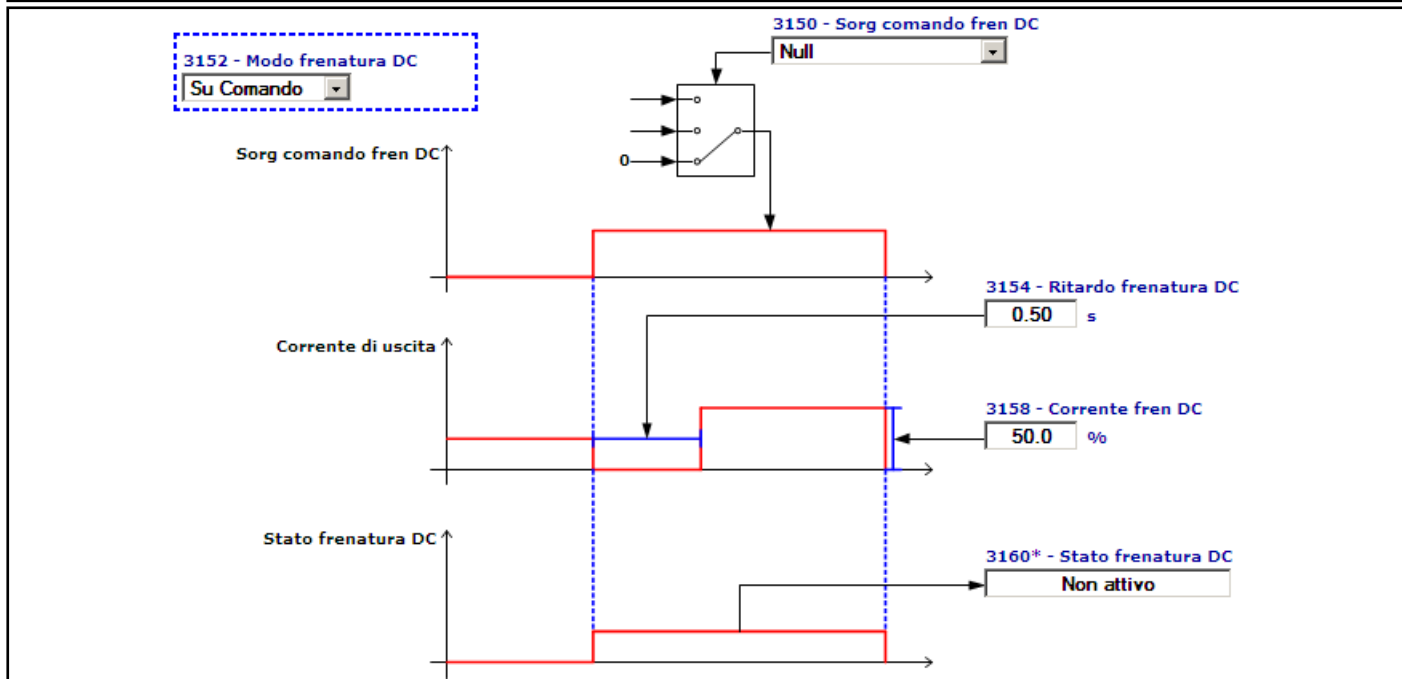 3150 - Sorg comando fren DC
Null
3152 - Modo frenatura DC
Su Comando
Sorg comando fren DC
0
3154 - Ritardo frenatura DC
0.50 s
Corrente di uscita
3158 - Corrente fren DC
50.0 %
Stato frenatura DC
3160* - Stato frenatura DC
Non attivo